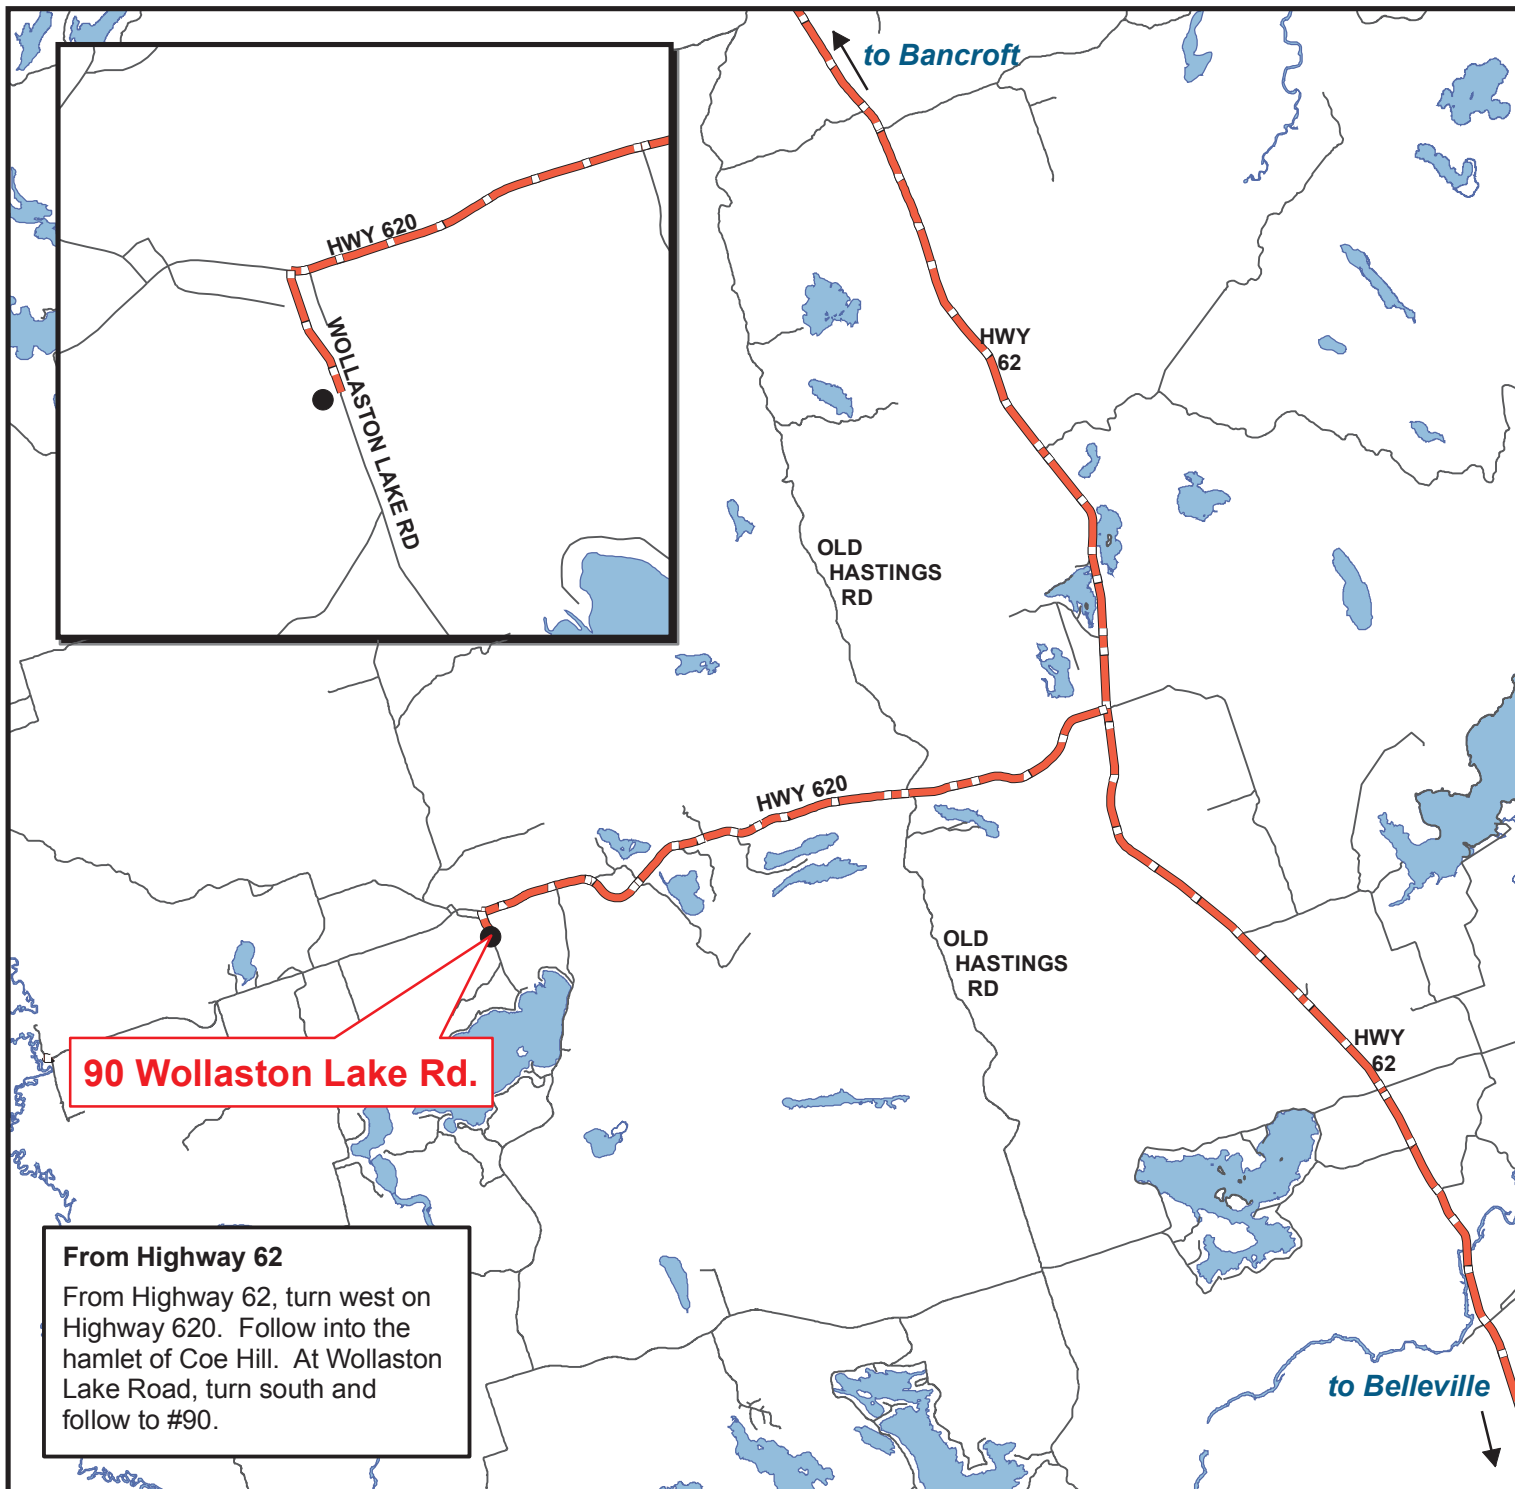 to Bancroft
HWY 620
WOLLASTON LAKE RD
HWY
62
OLD
HASTINGS
RD
HWY 620
OLD
HASTINGS
RD
HWY
62
90 Wollaston Lake Rd.
From Highway 62
From Highway 62, turn west on
Highway 620.  Follow into the
hamlet of Coe Hill.  At Wollaston
Lake Road, turn south and
follow to #90.
to Belleville